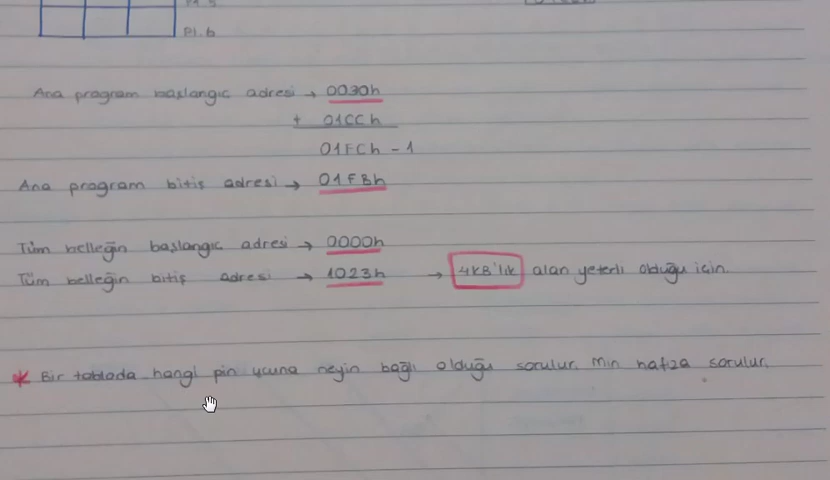 P1.6
Ana program başlangıc adresi → 0030h
+ 01CCh
01FCh - 1
Ana program bitiş adresi → 01FBh
Tüm belleğin başlangıc adresi → 0000h
Tüm belleğin bitiş adresi → 1023h → 4KB'lık alan yeterli olduğu için.
* Bir tabloda hangi pin ucuna neyin bağlı olduğu sorulur. Min hafıza sorulur.